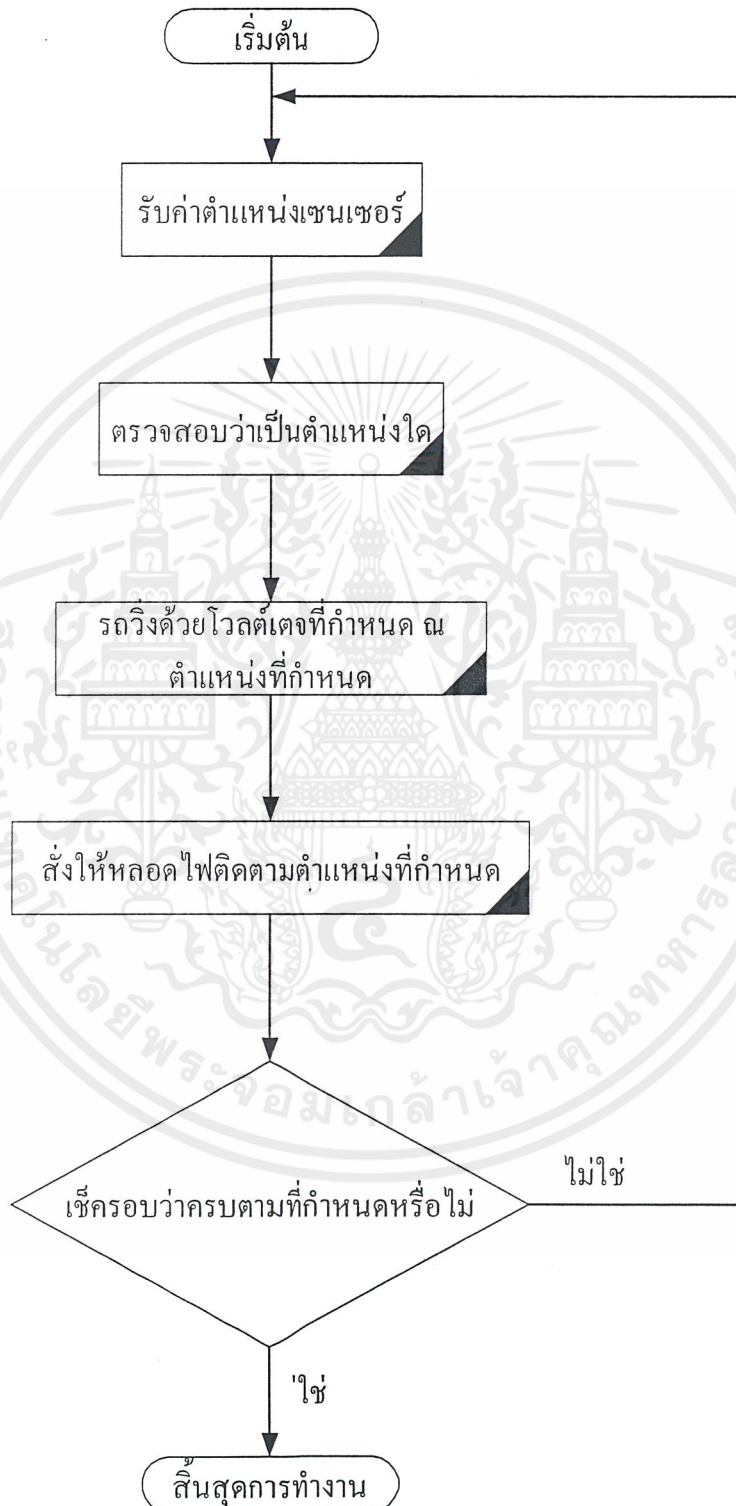 เริ่มต้น
รับค่าตำแหน่งเซนเซอร์
ตรวจสอบว่าเป็นตำแหน่งใด
รถวิ่งด้วยโวลต์เตจที่กำหนด ณ
ตำแหน่งที่กำหนด
สั่งให้หลอดไฟติดตามตำแหน่งที่กำหนด
เช็ครอบว่าครบตามที่กำหนดหรือไม่
ไม่ใช่
ใช่
สิ้นสุดการทำงาน